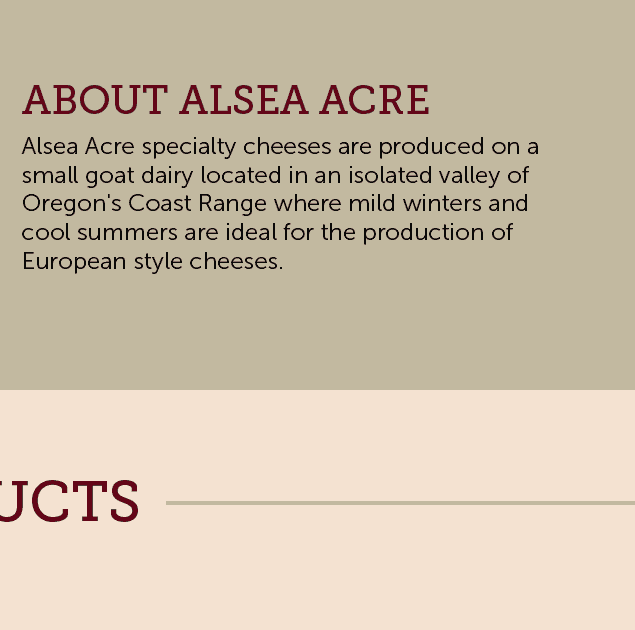 ABOUT ALSEA ACRE
Alsea Acre specialty cheeses are produced on a
small goat dairy located in an isolated valley of
Oregon's Coast Range where mild winters and
cool summers are ideal for the production of
European style cheeses.
UCTS